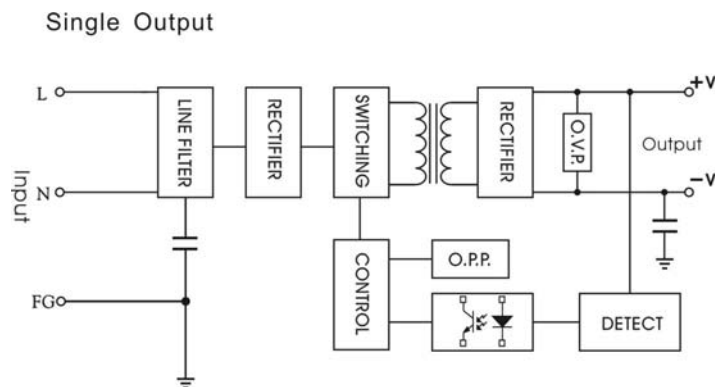 Single Output
L
N
Input
FG
LINE FILTER
RECTIFIER
SWITCHING
RECTIFIER
O.V.P.
+V
Output
−V
CONTROL
O.P.P.
DETECT